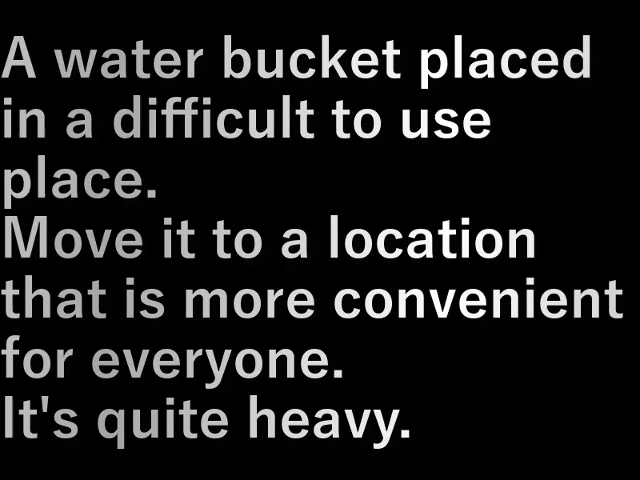 A water bucket placed
in a difficult to use
place.
Move it to a location
that is more convenient
for everyone.
It's quite heavy.